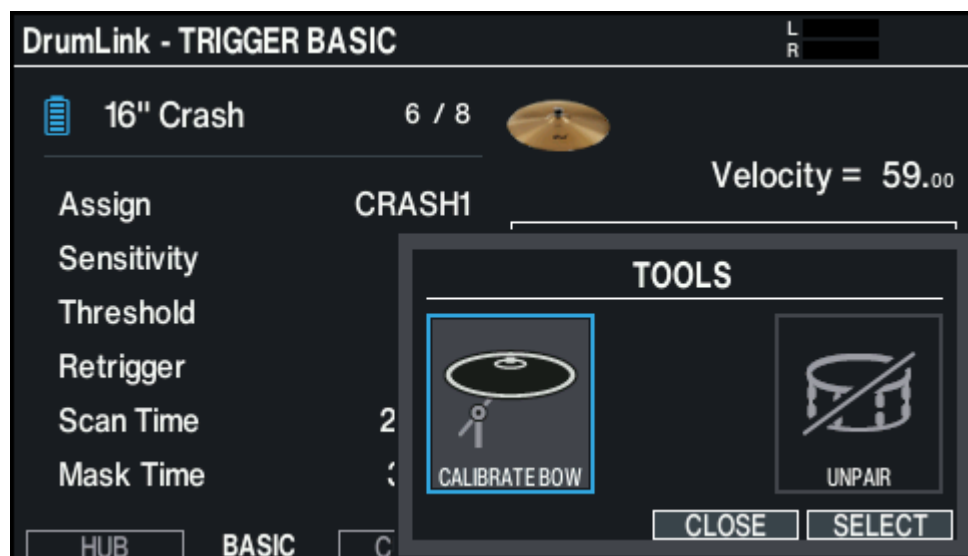 DrumLink - TRIGGER BASIC
L
R
16" Crash 6 / 8
Velocity = 59.00
Assign CRASH1
Sensitivity
Threshold
Retrigger
Scan Time 2
Mask Time
TOOLS
CALIBRATE BOW
UNPAIR
CLOSE SELECT
HUB BASIC C